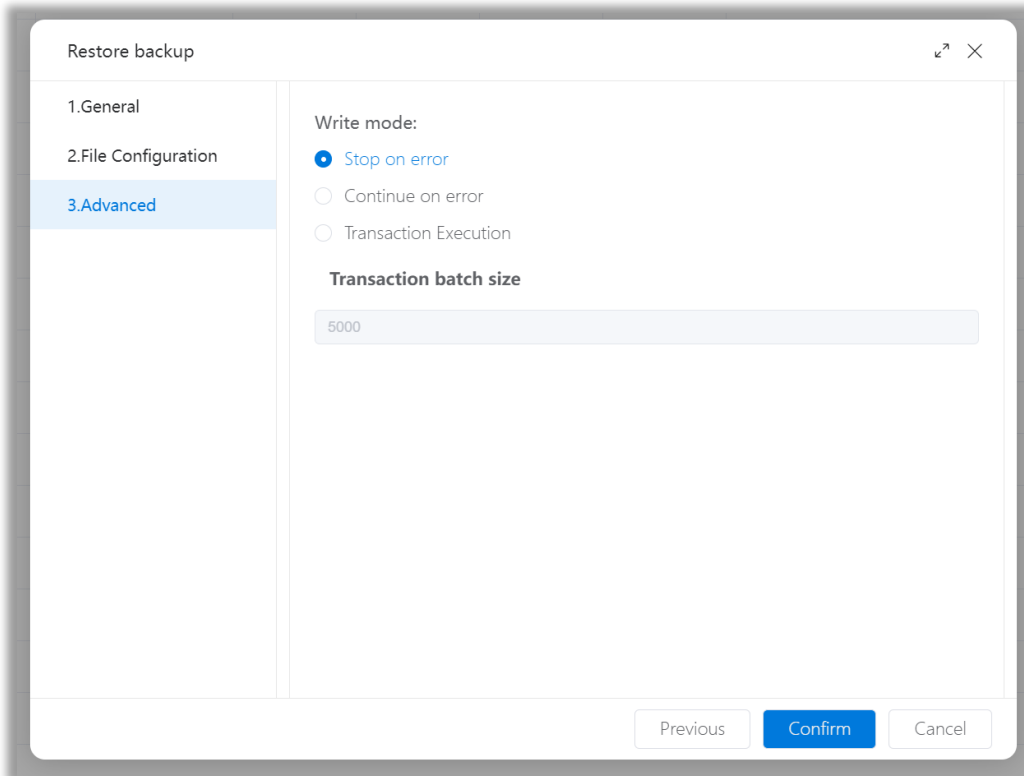 Restore backup
1.General
2.File Configuration
3.Advanced
Write mode:
Stop on error
Continue on error
Transaction Execution
Transaction batch size
5000
Previous
Confirm
Cancel